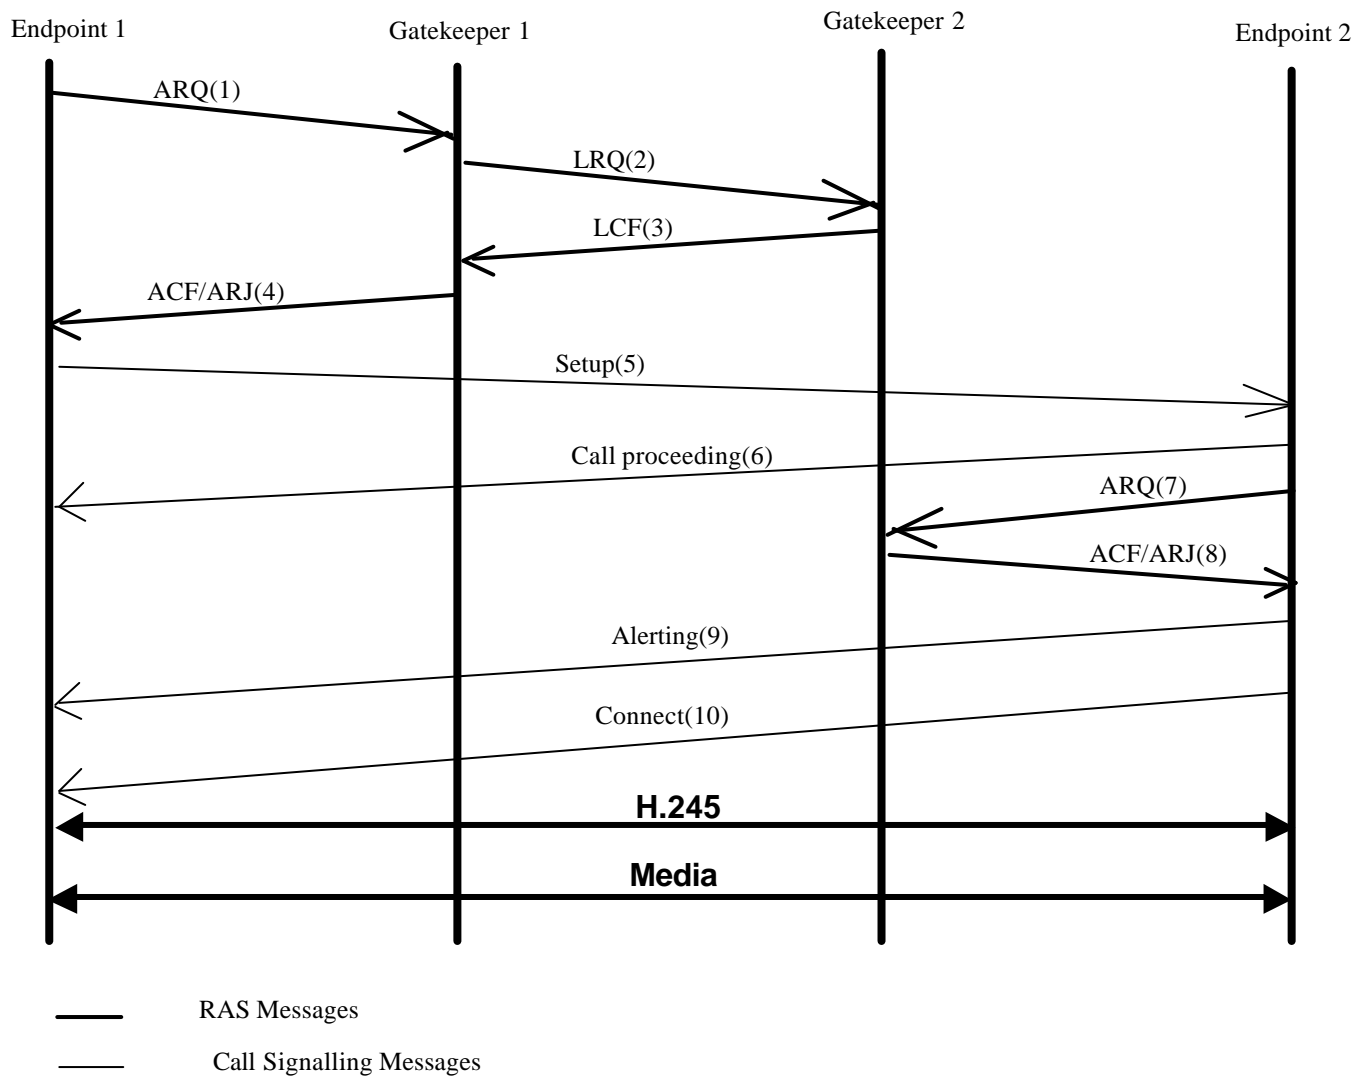 Endpoint 1
Gatekeeper 1
Gatekeeper 2
Endpoint 2
ARQ(1)
LRQ(2)
LCF(3)
ACF/ARJ(4)
Setup(5)
Call proceeding(6)
ARQ(7)
ACF/ARJ(8)
Alerting(9)
Connect(10)
H.245
Media
RAS Messages
Call Signalling Messages